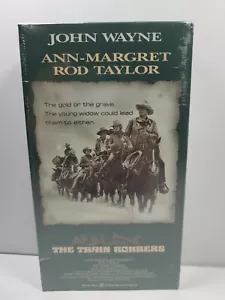 JOHN WAYNE
ANN-MARGRET
ROD TAYLOR
The gold or the grave.
The young widow could lead
them to either.
THE TRAIN ROBBERS